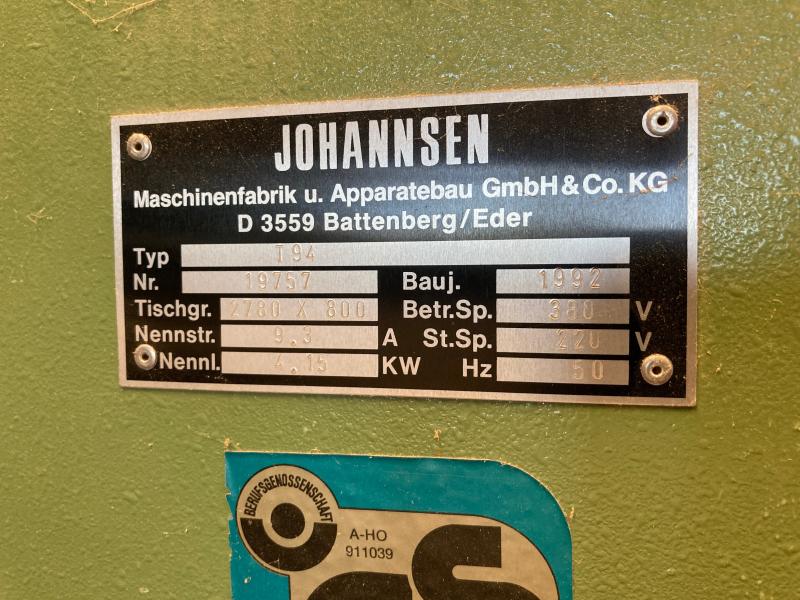 JOHANNSEN
Maschinenfabrik u. Apparatebau GmbH & Co. KG
D 3559 Battenberg/Eder
Typ T94
Nr. 19757 Bauj. 1992
Tischgr. 2780 X 800 Betr.Sp. 380 V
Nennstr. 9.3 A St.Sp. 220 V
Nennl. 4.15 KW Hz 50
BERUFSGENOSSENSCHAFT
A-HO
911039
GS